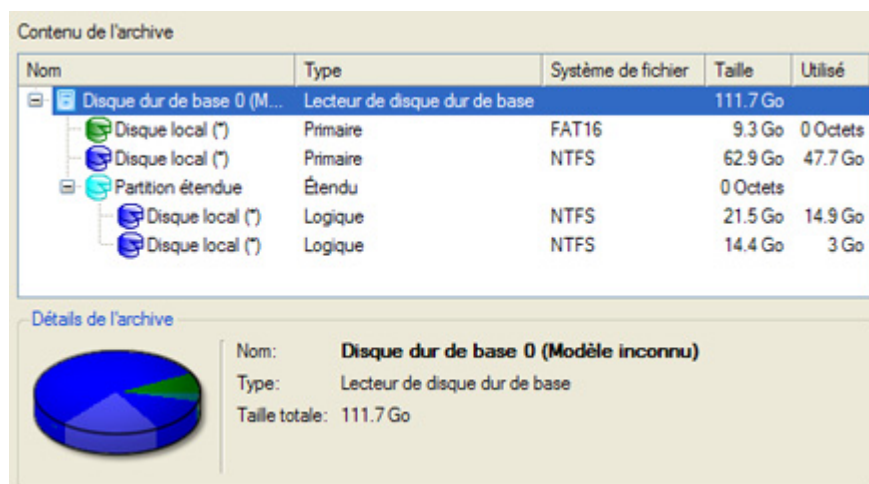 Contenu de l'archive
Nom Type Système de fichier Taille Utilisé
Disque dur de base 0 (M... Lecteur de disque dur de base 111.7 Go
Disque local (*) Primaire FAT16 9.3 Go 0 Octets
Disque local (*) Primaire NTFS 62.9 Go 47.7 Go
Partition étendue Étendu 0 Octets
Disque local (*) Logique NTFS 21.5 Go 14.9 Go
Disque local (*) Logique NTFS 14.4 Go 3 Go
Détails de l'archive
Nom: Disque dur de base 0 (Modèle inconnu)
Type: Lecteur de disque dur de base
Taille totale: 111.7 Go